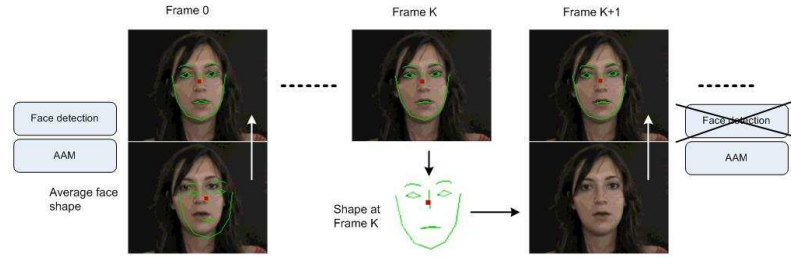 Frame 0
Frame K
Frame K+1
Face detection
AAM
Face detection
AAM
Average face
shape
Shape at
Frame K